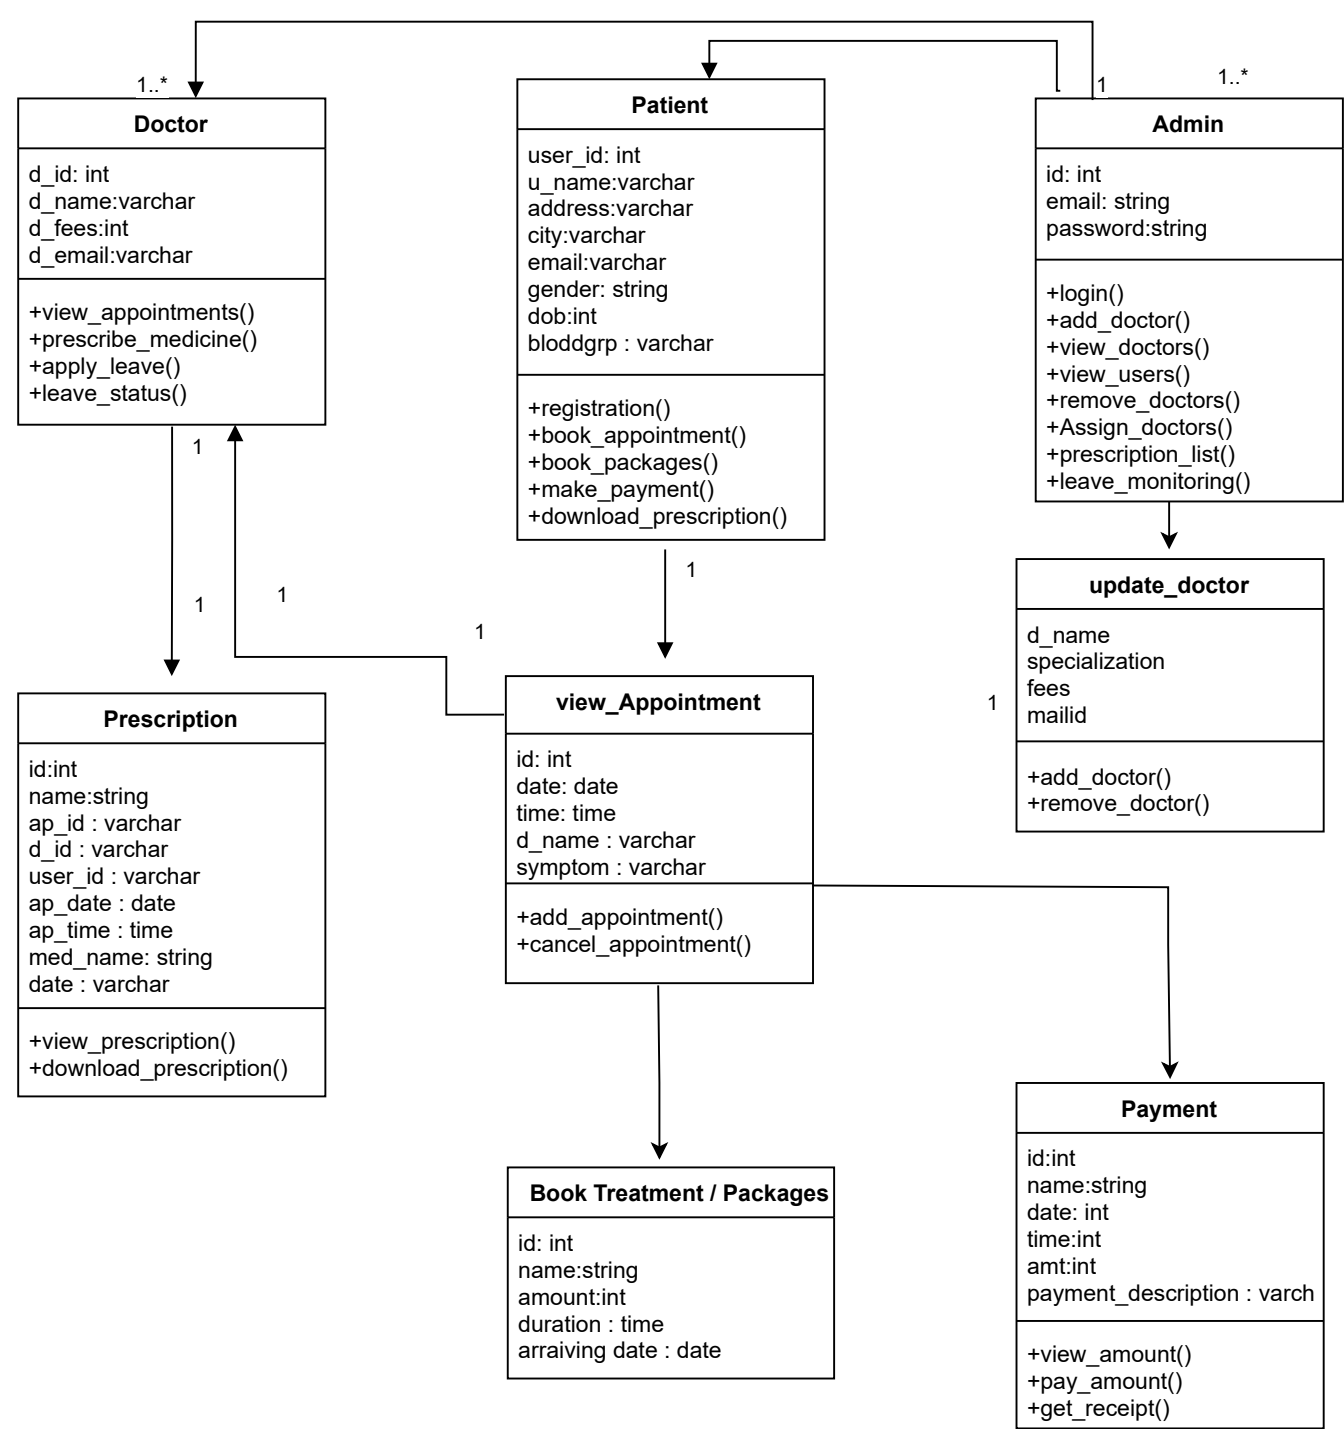 1..*
1
1..*
Doctor
d_id: int
d_name:varchar
d_fees:int
d_email:varchar
+view_appointments()
+prescribe_medicine()
+apply_leave()
+leave_status()
Patient
user_id: int
u_name:varchar
address:varchar
city:varchar
email:varchar
gender: string
dob:int
bloddgrp : varchar
+registration()
+book_appointment()
+book_packages()
+make_payment()
+download_prescription()
Admin
id: int
email: string
password:string
+login()
+add_doctor()
+view_doctors()
+view_users()
+remove_doctors()
+Assign_doctors()
+prescription_list()
+leave_monitoring()
1
1
1
1
1
1
update_doctor
d_name
specialization
fees
mailid
+add_doctor()
+remove_doctor()
Prescription
id:int
name:string
ap_id : varchar
d_id : varchar
user_id : varchar
ap_date : date
ap_time : time
med_name: string
date : varchar
+view_prescription()
+download_prescription()
view_Appointment
id: int
date: date
time: time
d_name : varchar
symptom : varchar
+add_appointment()
+cancel_appointment()
Book Treatment / Packages
id: int
name:string
amount:int
duration : time
arraiving date : date
Payment
id:int
name:string
date: int
time:int
amt:int
payment_description : varch
+view_amount()
+pay_amount()
+get_receipt()